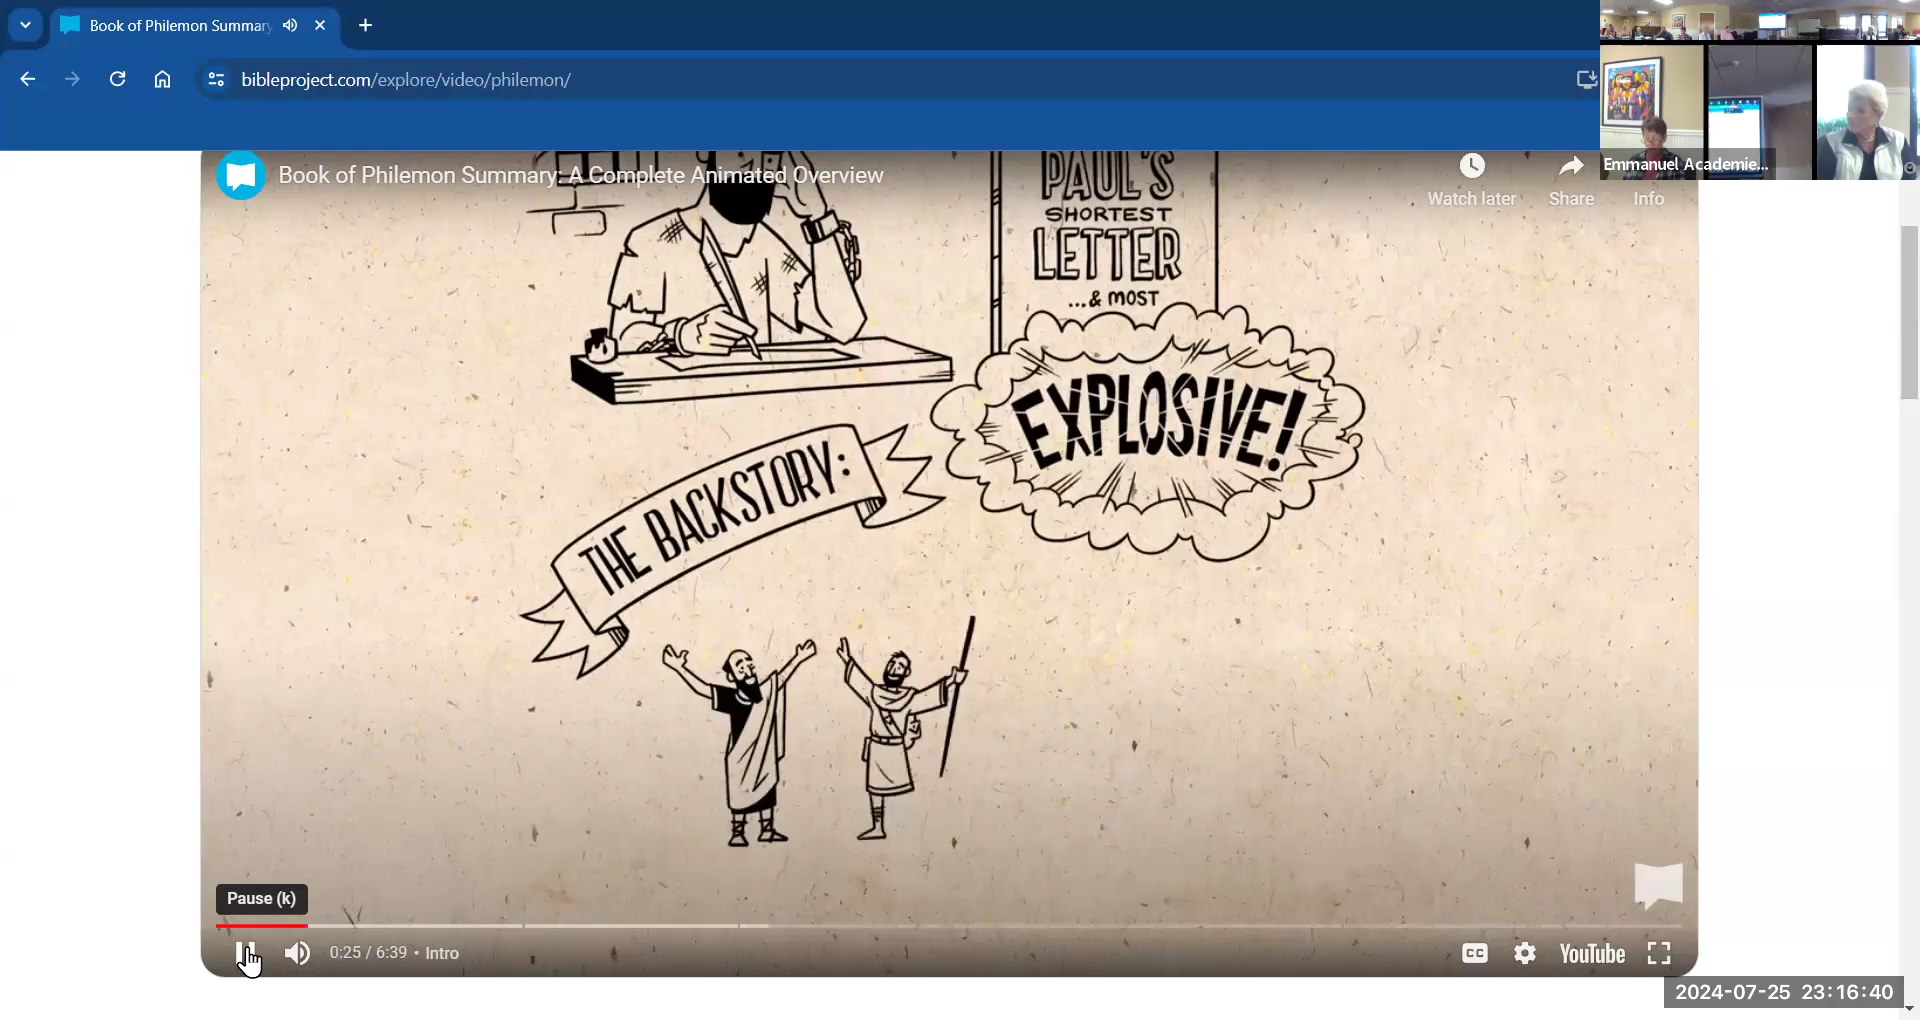 Book of Philemon Summary
bibleproject.com/explore/video/philemon/
Emmanuel Academie...
Book of Philemon Summary: A Complete Animated Overview
Watch later
Share
Info
PAUL'S
SHORTEST
LETTER
...& MOST
EXPLOSIVE!
THE BACKSTORY:
Pause (k)
0:25 / 6:39 • Intro
CC
YouTube
2024-07-25 23:16:40